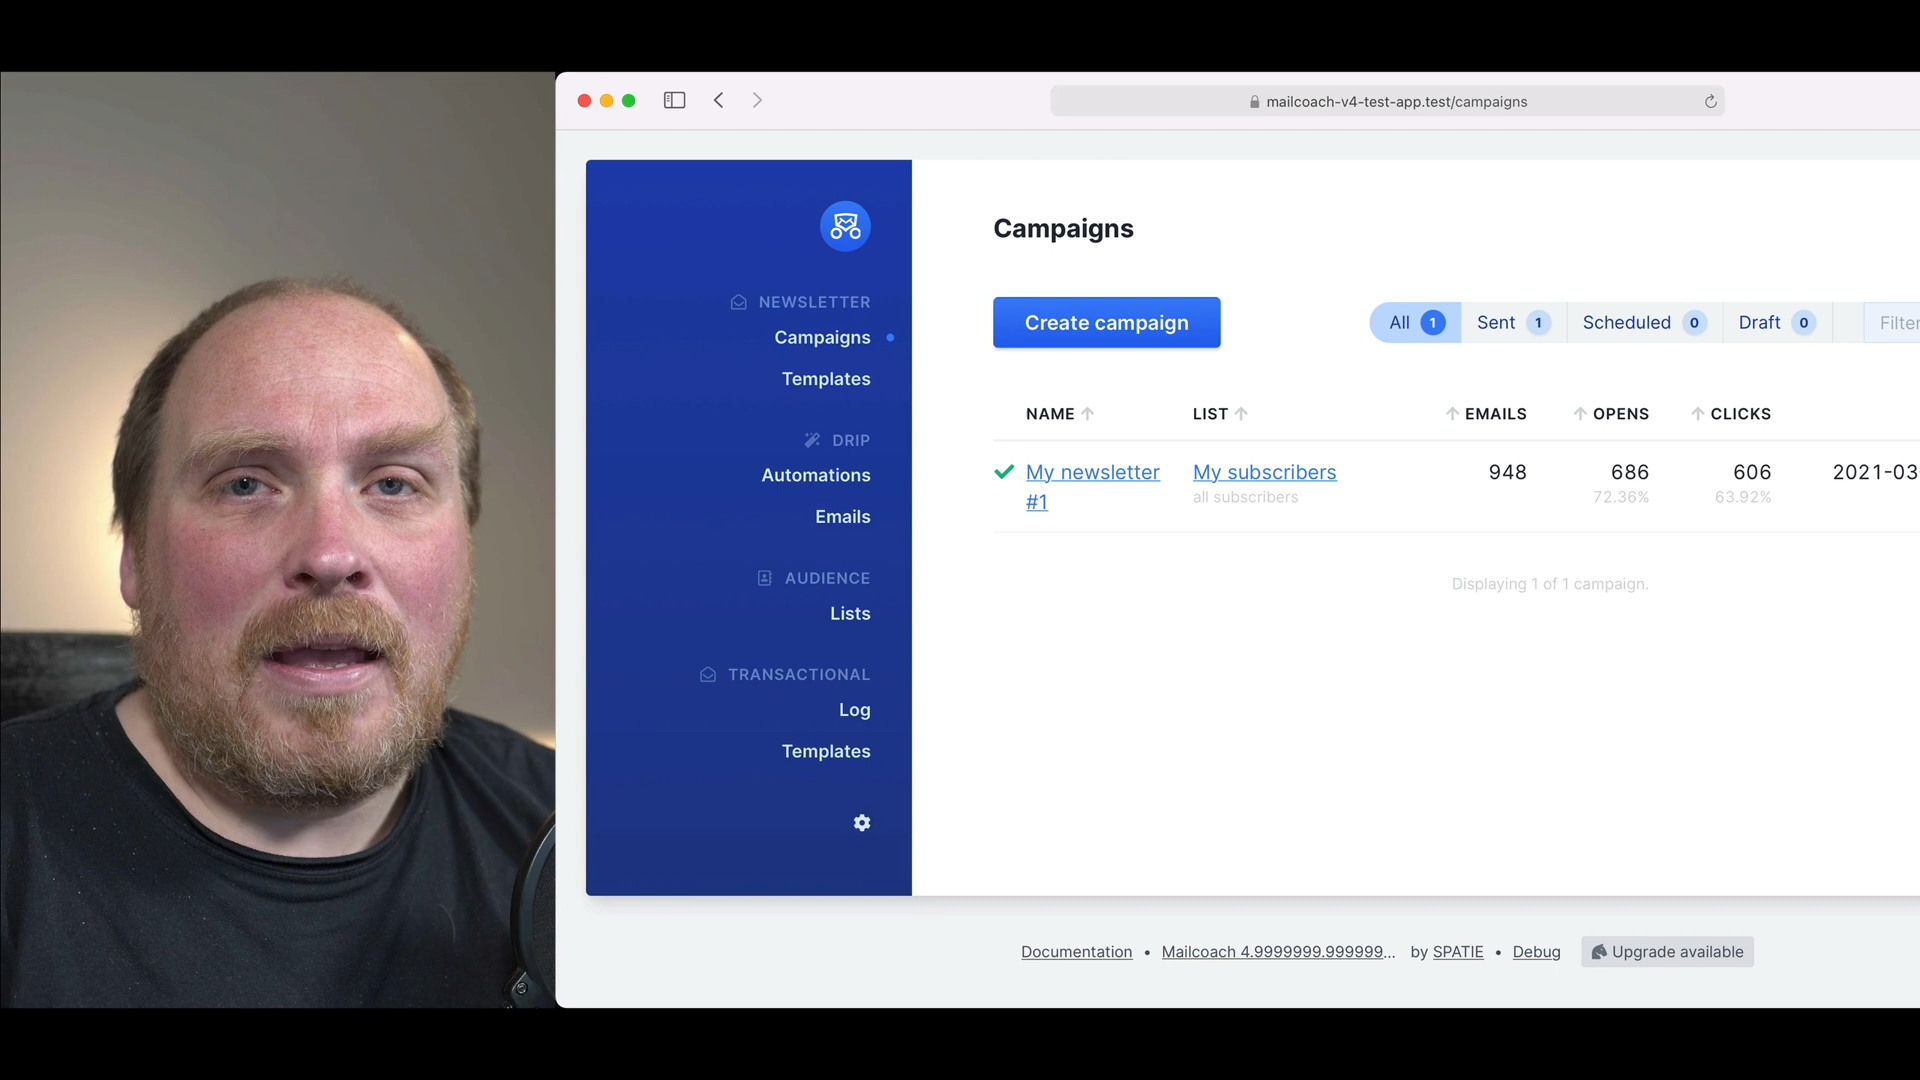 mailcoach-v4-test-app.test/campaigns
NEWSLETTER
Campaigns
Templates
DRIP
Automations
Emails
AUDIENCE
Lists
TRANSACTIONAL
Log
Templates
Campaigns
Create campaign
All 1 Sent 1 Scheduled 0 Draft 0 Filter
NAME LIST EMAILS OPENS CLICKS
My newsletter My subscribers 948 686 606 2021-03
#1 all subscribers 72.36% 63.92%
Displaying 1 of 1 campaign.
Documentation • Mailcoach 4.9999999.999999... by SPATIE • Debug Upgrade available